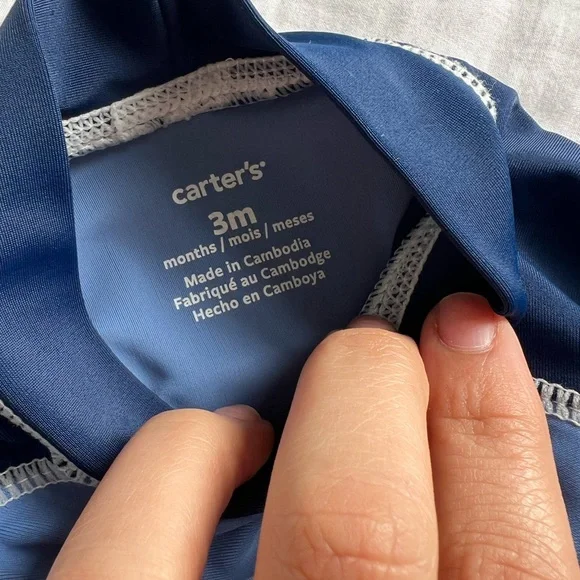 carter's
3m
months / mois / meses
Made in Cambodia
Fabriqué au Cambodge
Hecho en Camboya